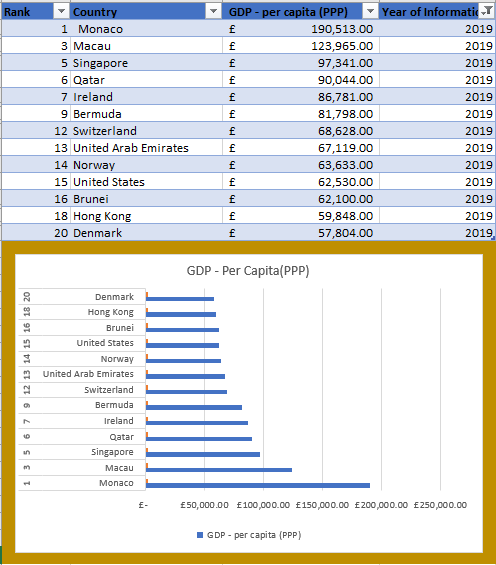 Rank Country GDP - per capita (PPP) Year of Informatic
1 Monaco £ 190,513.00 2019
3 Macau £ 123,965.00 2019
5 Singapore £ 97,341.00 2019
6 Qatar £ 90,044.00 2019
7 Ireland £ 86,781.00 2019
9 Bermuda £ 81,798.00 2019
12 Switzerland £ 68,628.00 2019
13 United Arab Emirates £ 67,119.00 2019
14 Norway £ 63,633.00 2019
15 United States £ 62,530.00 2019
16 Brunei £ 62,100.00 2019
18 Hong Kong £ 59,848.00 2019
20 Denmark £ 57,804.00 2019
GDP - Per Capita(PPP)
20 Denmark
18 Hong Kong
16 Brunei
15 United States
14 Norway
13 United Arab Emirates
12 Switzerland
9 Bermuda
7 Ireland
6 Qatar
5 Singapore
3 Macau
1 Monaco
£- £50,000.00 £100,000.00 £150,000.00 £200,000.00 £250,000.00
GDP - per capita (PPP)